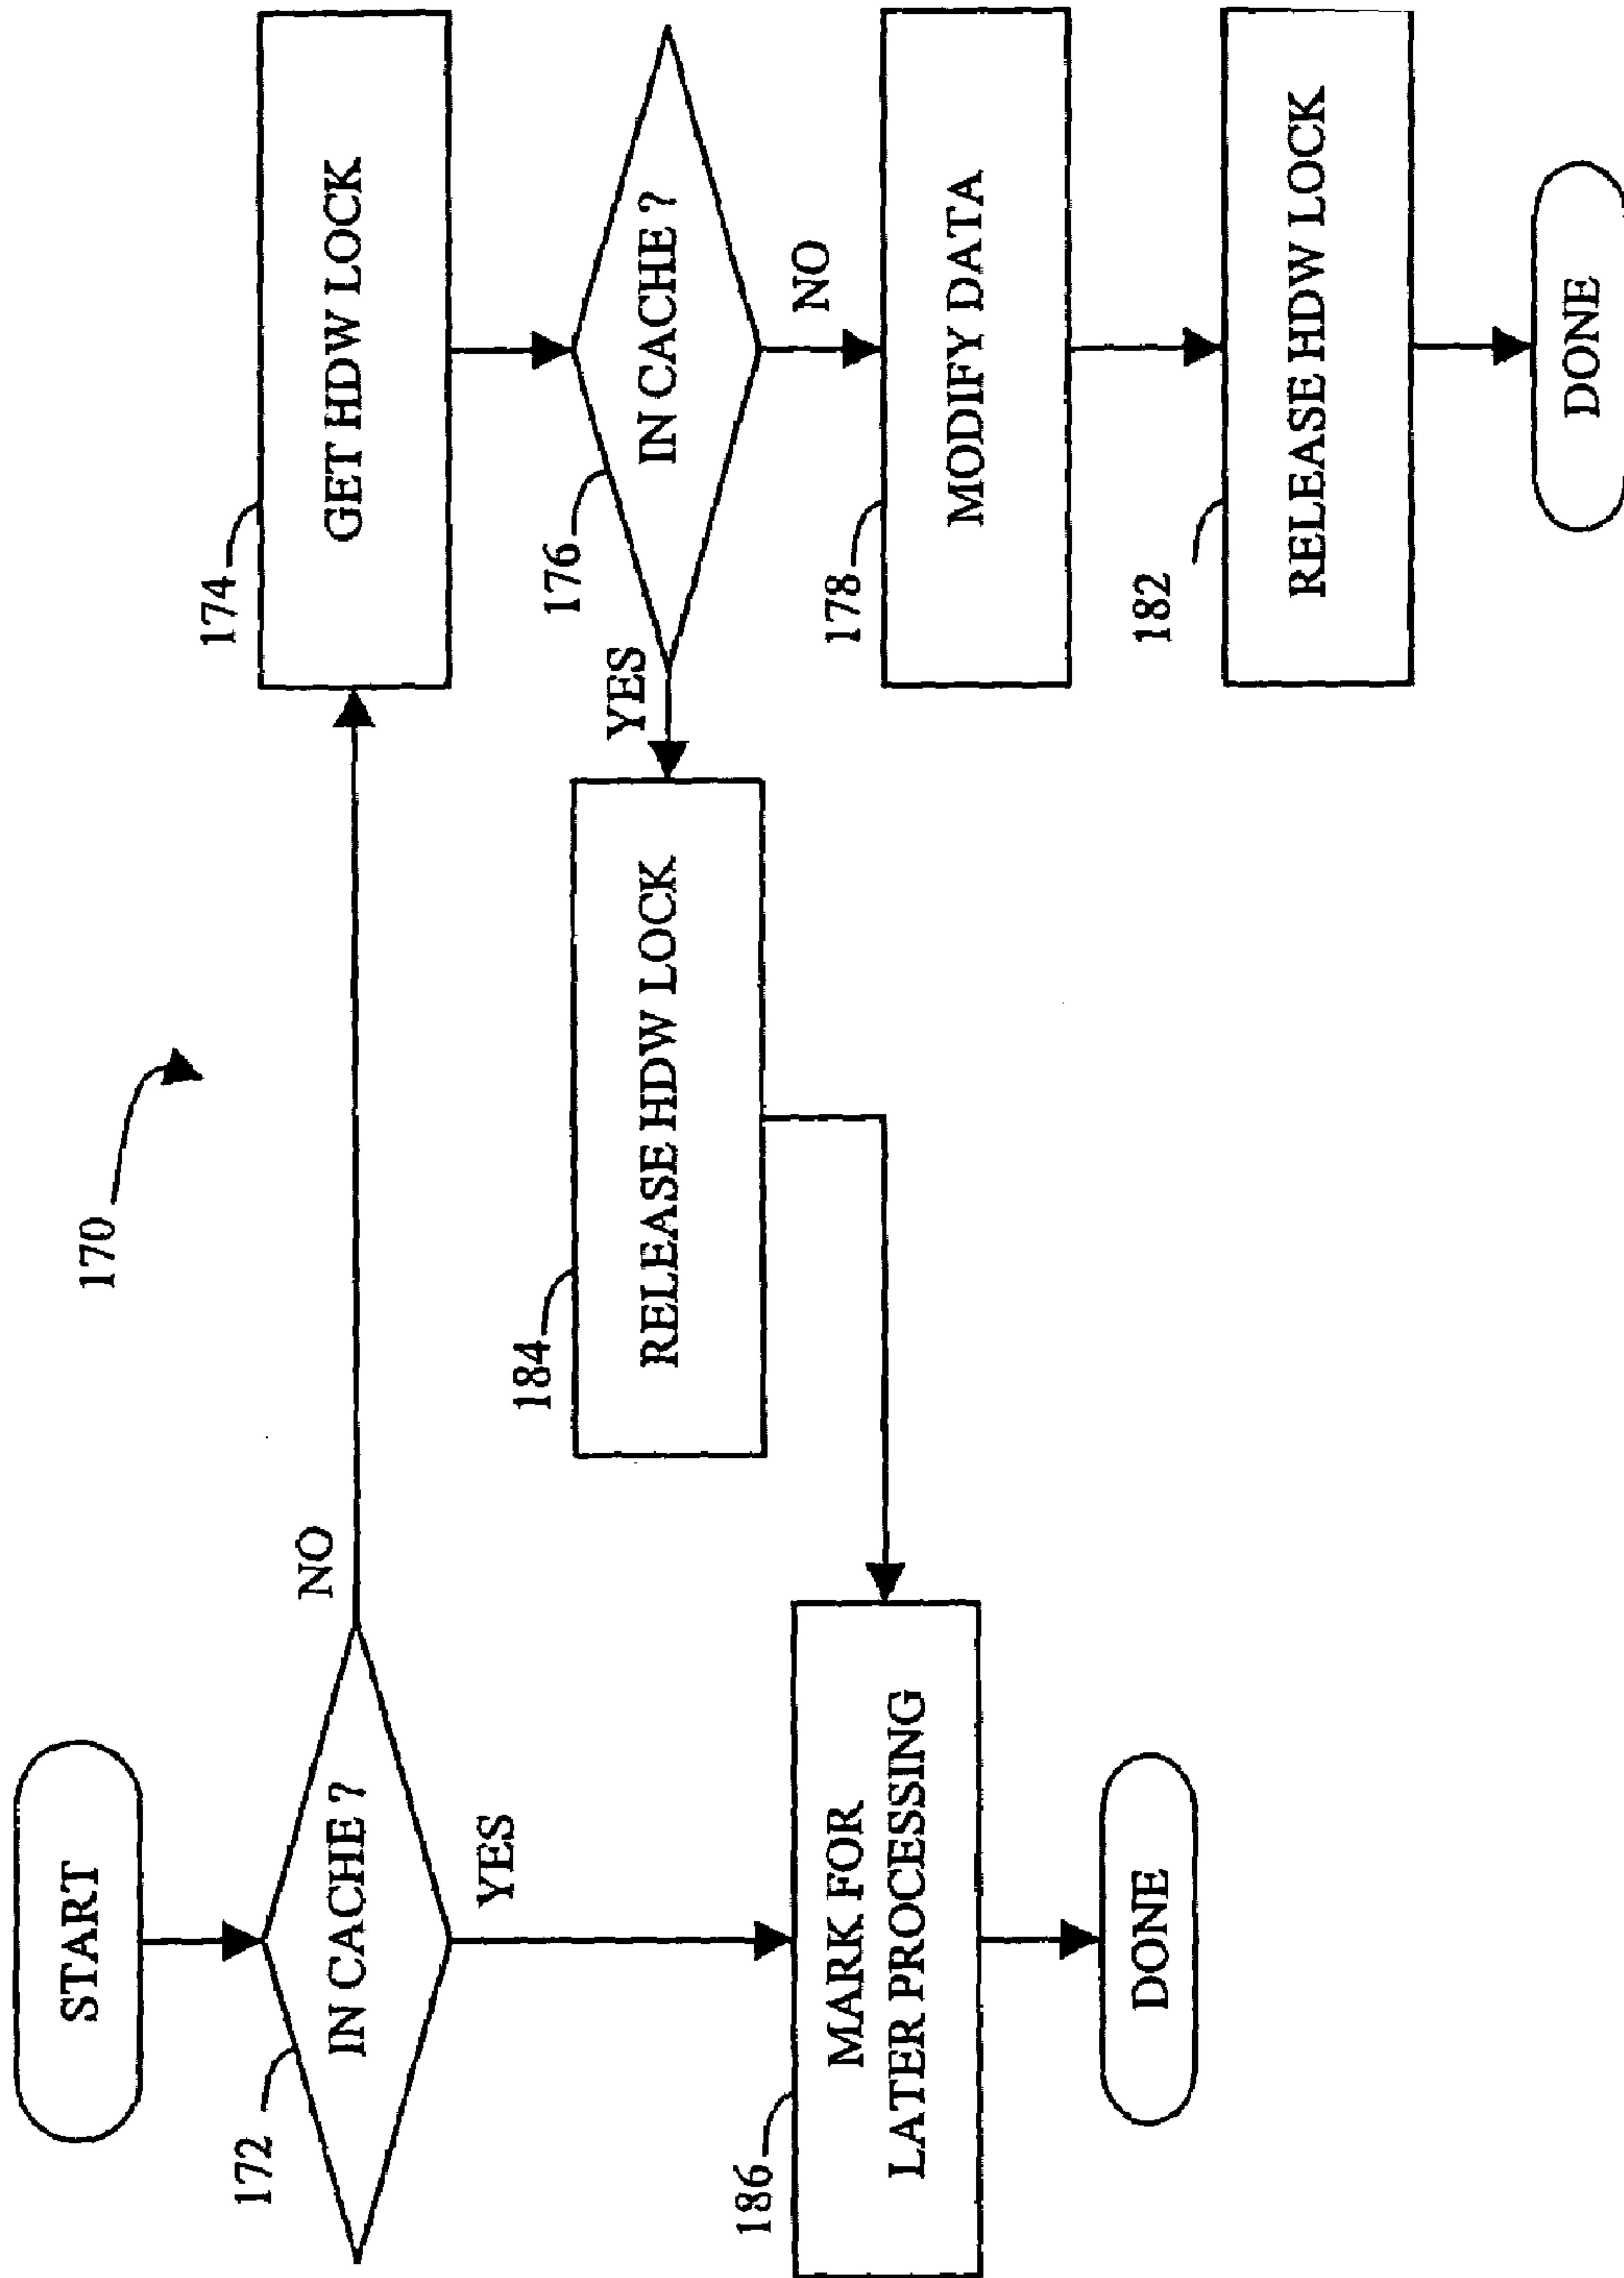 170
START
172
IN CACHE ?
NO
YES
174
GET HDW LOCK
176
IN CACHE ?
YES
NO
184
RELEASE HDW LOCK
178
MODIFY DATA
186
MARK FOR
LATER PROCESSING
182
RELEASE HDW LOCK
DONE
DONE